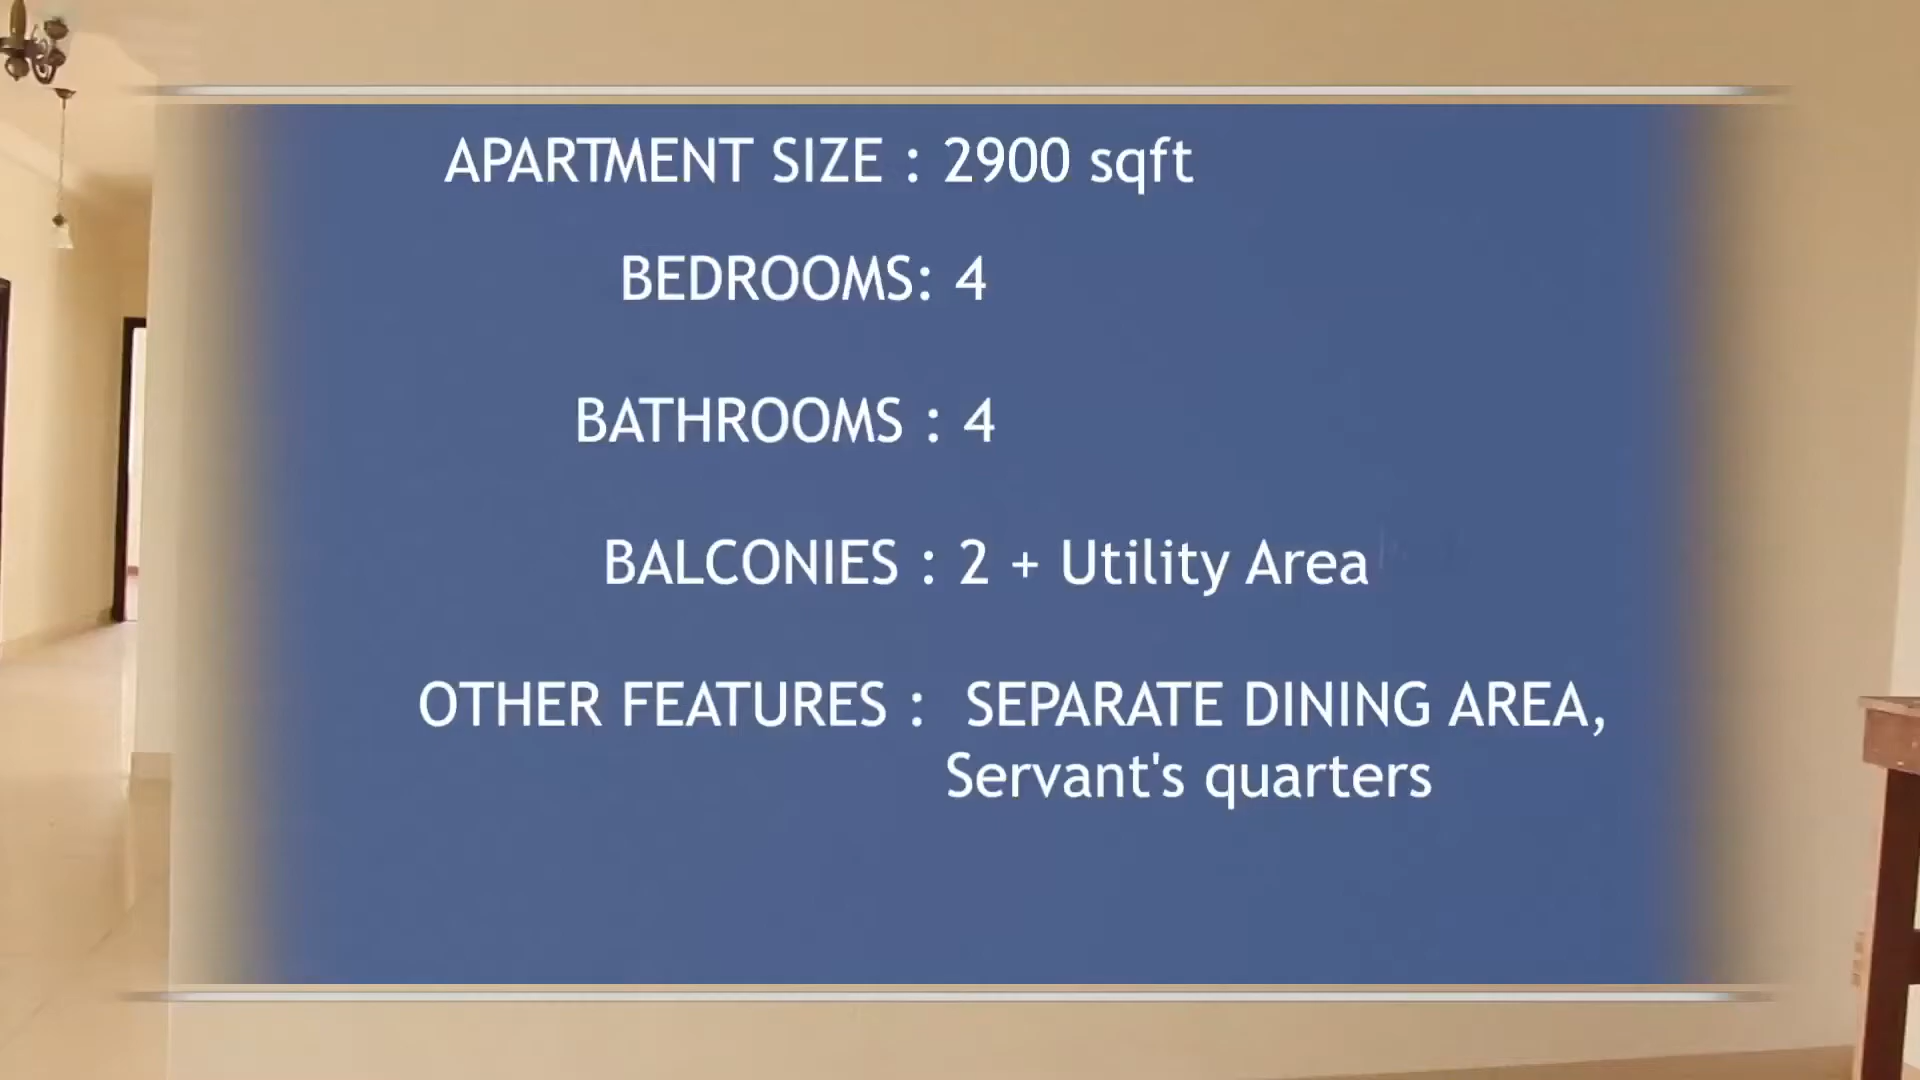 APARTMENT SIZE : 2900 sqft
BEDROOMS: 4
BATHROOMS : 4
BALCONIES : 2 + Utility Area
OTHER FEATURES : SEPARATE DINING AREA,
Servant's quarters